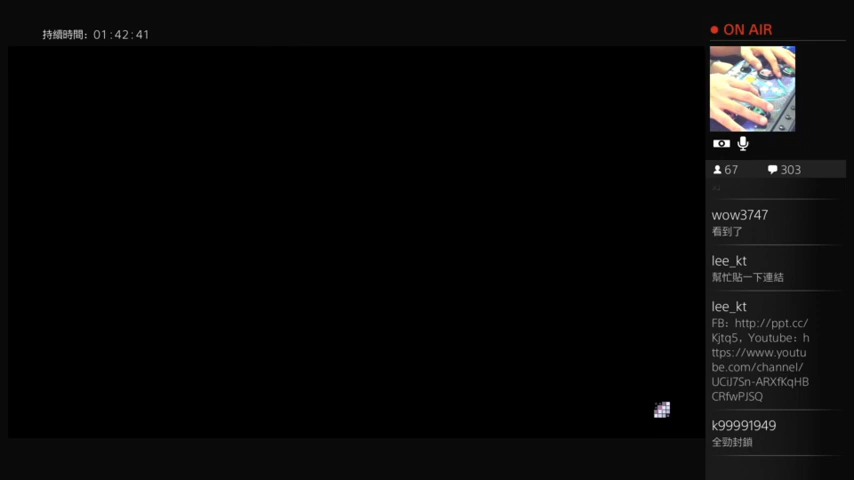 持續時間: 01:42:41
ON AIR
67 303
wow3747
看到了
lee_kt
幫忙貼一下連結
lee_kt
FB: http://ppt.cc/
Kjtq5, Youtube: h
ttps://www.youtu
be.com/channel/
UCiJ7Sn-ARXfKqHB
CRfwPJSQ
k99991949
全勁封鎖